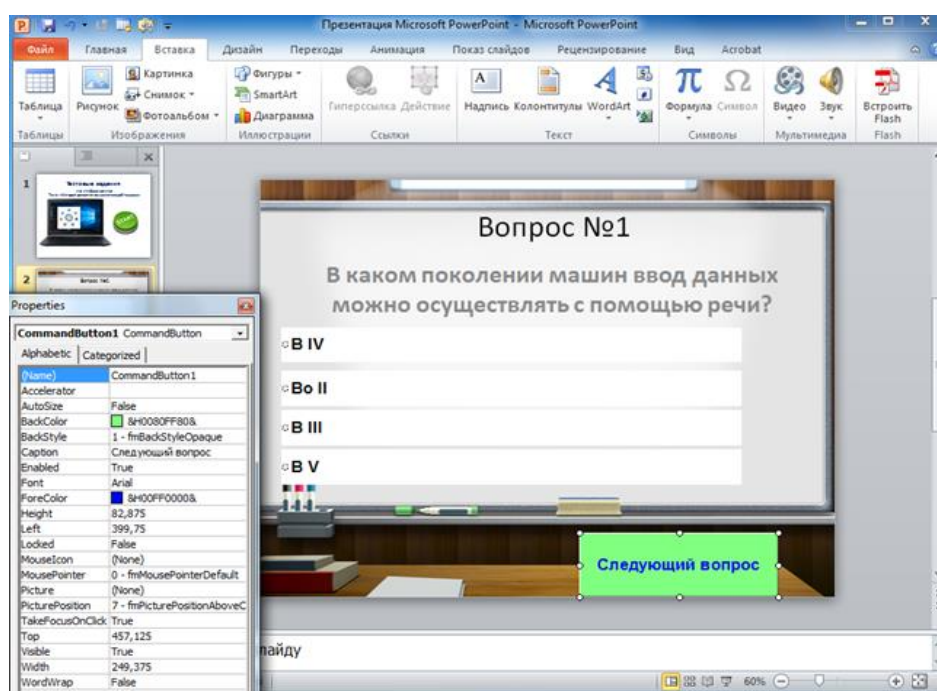 Презентация Microsoft PowerPoint - Microsoft PowerPoint
Файл Главная Вставка Дизайн Переходы Анимация Показ слайдов Рецензирование Вид Acrobat
Таблица
Рисунок
Картинка
Снимок
Фотоальбом
Фигуры
SmartArt
Диаграмма
Гиперссылка Действие
Надпись Колонтитулы WordArt
Формула Символ
Видео Звук
Встроить
Flash
Таблицы Изображения Иллюстрации Ссылки Текст Символы Мультимедиа Flash
1
2
Вопрос №1
В каком поколении машин ввод данных
можно осуществлять с помощью речи?
В IV
Во II
В III
В V
Следующий вопрос
Properties
CommandButton1 CommandButton
Alphabetic Categorized
(Name) CommandButton1
Accelerator
AutoSize False
BackColor &H0080FF80&
BackStyle 1 - fmBackStyleOpaque
Caption Следующий вопрос
Enabled True
Font Arial
ForeColor &H00FF0000&
Height 82,875
Left 399,75
Locked False
MouseIcon (None)
MousePointer 0 - fmMousePointerDefault
Picture (None)
PicturePosition 7 - fmPicturePositionAboveC
TakeFocusOnClick True
Top 457,125
Visible True
Width 249,375
WordWrap False
лайду
60%